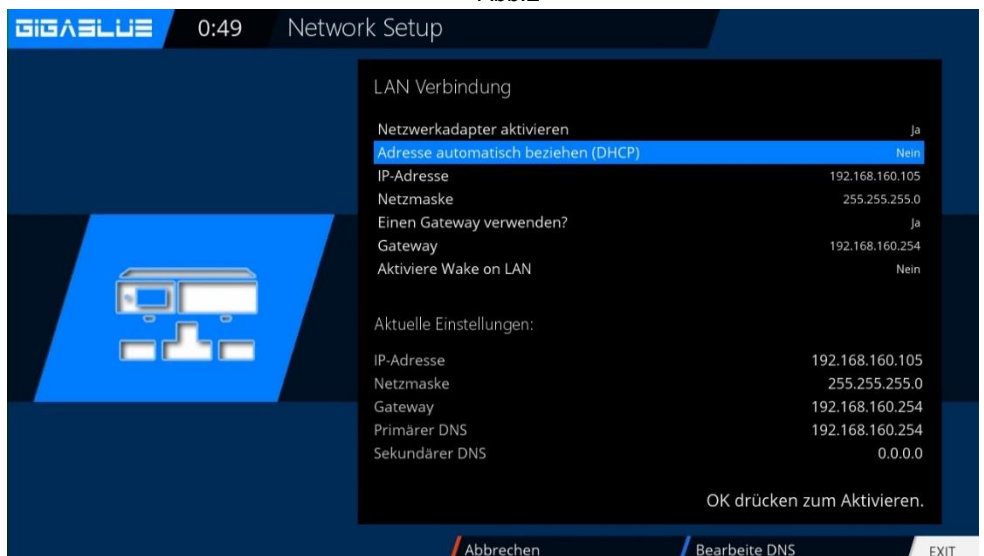 GIGABLUE 0:49 Network Setup
LAN Verbindung
Netzwerkadapter aktivieren Ja
Adresse automatisch beziehen (DHCP) Nein
IP-Adresse 192.168.160.105
Netzmaske 255.255.255.0
Einen Gateway verwenden? Ja
Gateway 192.168.160.254
Aktiviere Wake on LAN Nein
Aktuelle Einstellungen:
IP-Adresse 192.168.160.105
Netzmaske 255.255.255.0
Gateway 192.168.160.254
Primärer DNS 192.168.160.254
Sekundärer DNS 0.0.0.0
OK drücken zum Aktivieren.
Abbrechen Bearbeite DNS EXIT